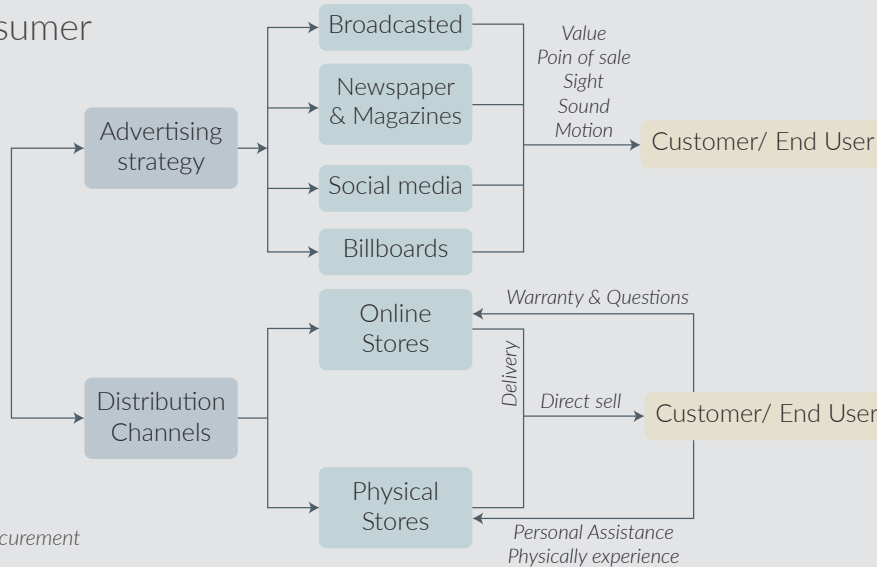 sumer
Broadcasted
Newspaper
& Magazines
Social media
Billboards
Advertising
strategy
Value
Poin of sale
Sight
Sound
Motion
Customer/ End User
Online
Stores
Warranty & Questions
Delivery
Direct sell
Distribution
Channels
Customer/ End User
Physical
Stores
Personal Assistance
Physically experience
curement